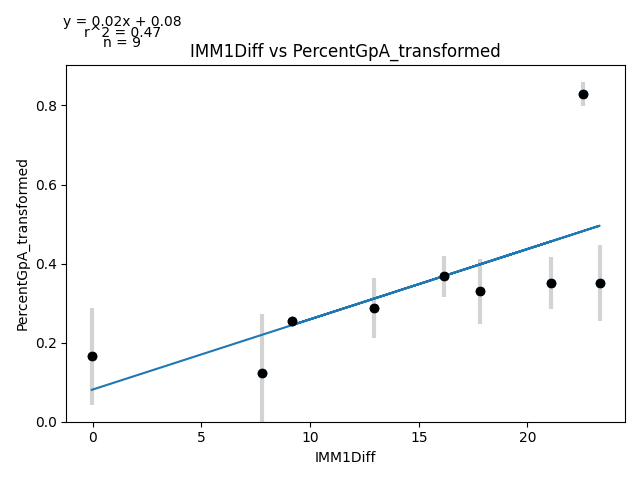 y = 0.02x + 0.08
r^2 = 0.47
n = 9
IMM1Diff vs PercentGpA_transformed
PercentGpA_transformed
0.8
0.6
0.4
0.2
0.0
0
5
10
15
20
IMM1Diff